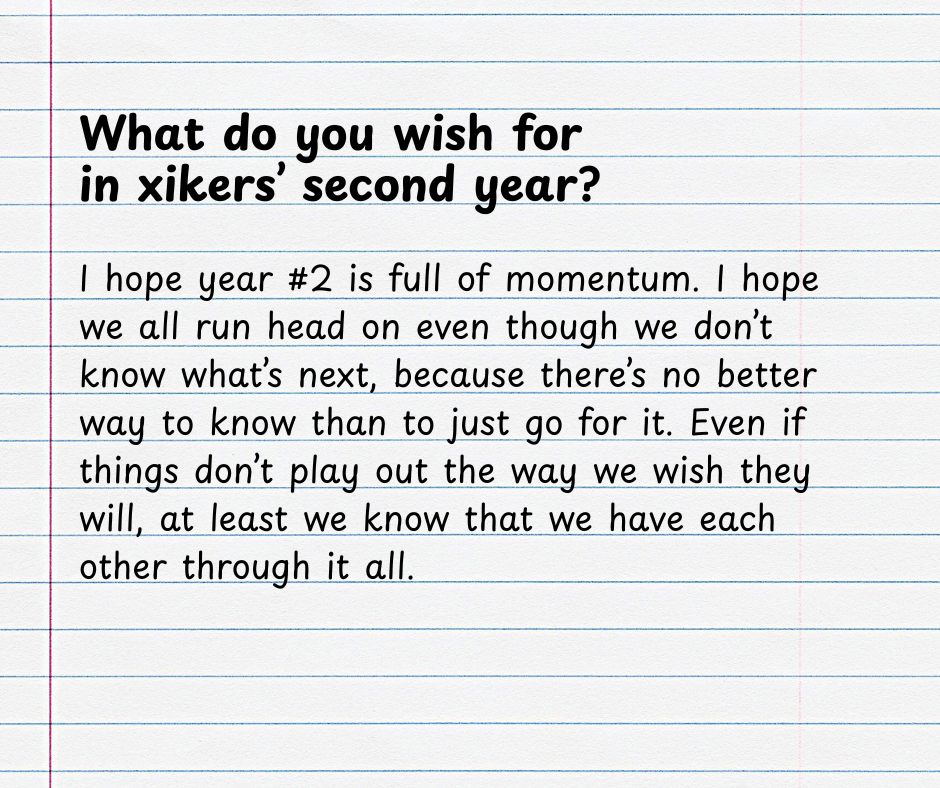 What do you wish for
in xikers’ second year?
I hope year #2 is full of momentum. I hope
we all run head on even though we don’t
know what’s next, because there’s no better
way to know than to just go for it. Even if
things don’t play out the way we wish they
will, at least we know that we have each
other through it all.